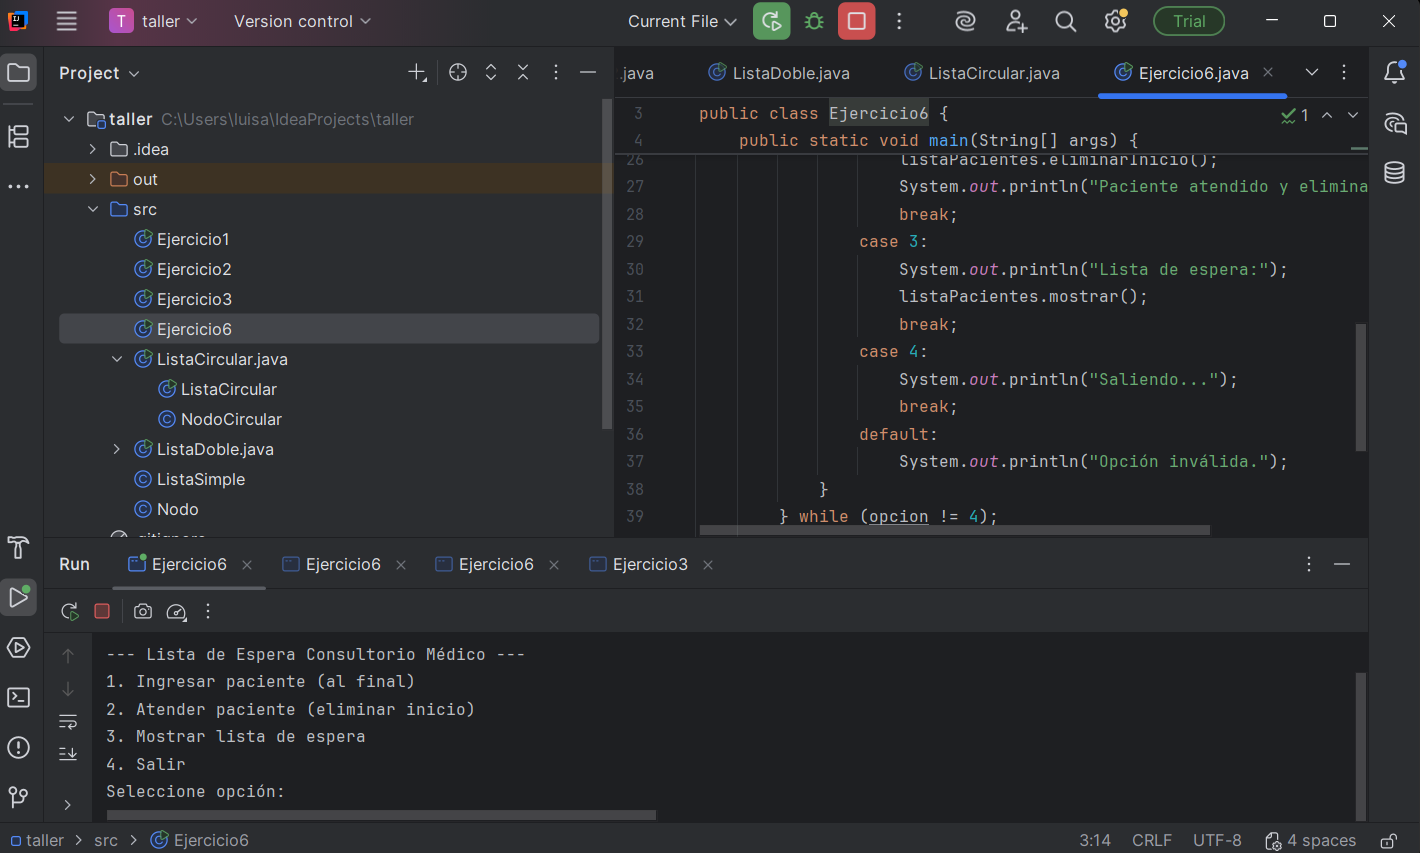 T taller Version control Current File Trial
Project
.java ListaDoble.java ListaCircular.java Ejercicio6.java
taller C:\Users\luisa\IdeaProjects\taller
.idea
out
src
Ejercicio1
Ejercicio2
Ejercicio3
Ejercicio6
ListaCircular.java
ListaCircular
NodoCircular
ListaDoble.java
ListaSimple
Nodo
.gitignore
3 public class Ejercicio6 {
1
4 public static void main(String[] args) {
26 listaPacientes.eliminarInicio();
27 System.out.println("Paciente atendido y elimina
28 break;
29 case 3:
30 System.out.println("Lista de espera:");
31 listaPacientes.mostrar();
32 break;
33 case 4:
34 System.out.println("Saliendo...");
35 break;
36 default:
37 System.out.println("Opción inválida.");
38 }
39 } while (opcion != 4);
Run Ejercicio6 Ejercicio6 Ejercicio6 Ejercicio3
--- Lista de Espera Consultorio Médico ---
1. Ingresar paciente (al final)
2. Atender paciente (eliminar inicio)
3. Mostrar lista de espera
4. Salir
Seleccione opción:
taller > src > Ejercicio6 3:14 CRLF UTF-8 4 spaces